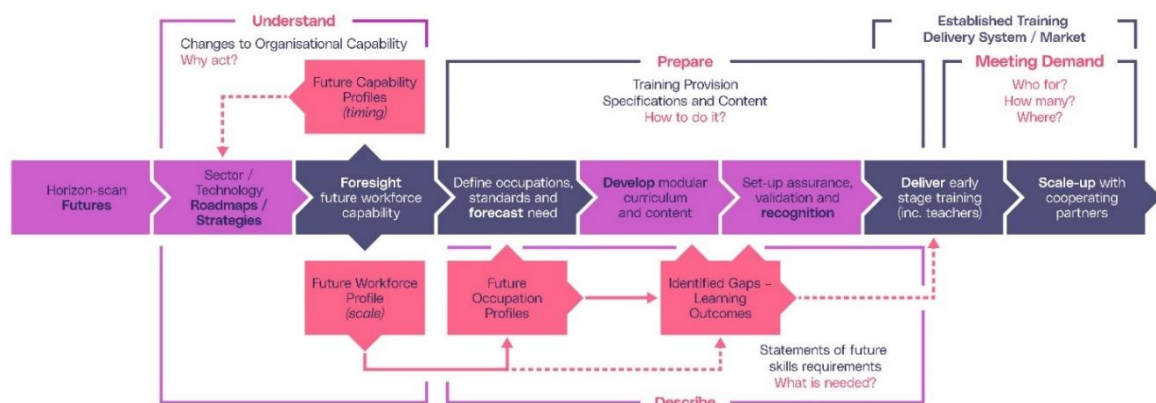 Understand
Changes to Organisational Capability
Why act?
Future Capability
Profiles
(timing)
Prepare
Training Provision
Specifications and Content
How to do it?
Established Training
Delivery System / Market
Meeting Demand
Who for?
How many?
Where?
Horizon-scan
Futures
Sector /
Technology
Roadmaps /
Strategies
Foresight
future workforce
capability
Define occupations,
standards and
forecast need
Develop modular
curriculum
and content
Set-up assurance,
validation and
recognition
Deliver early
stage training
(inc. teachers)
Scale-up with
cooperating
partners
Future Workforce
Profile
(scale)
Future
Occupation
Profiles
Identified Gaps –
Learning
Outcomes
Statements of future
skills requirements
What is needed?
Describe